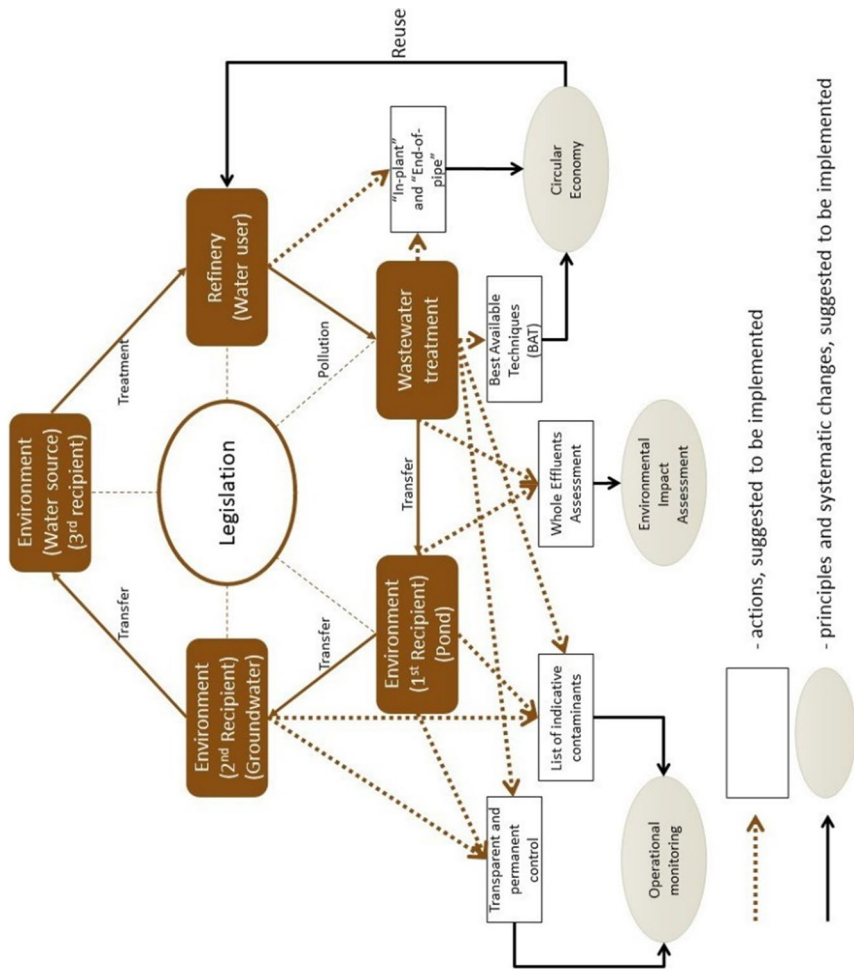 Environment
(Water source)
(3rd recipient)
Transfer
Treatment
Environment
(2nd Recipient)
(Groundwater)
Legislation
Refinery
(Water user)
Reuse
Transfer
Pollution
Environment
(1st Recipient)
(Pond)
Transfer
Wastewater
treatment
"In-plant"
and "End-of-
pipe"
Transparent and
permanent
control
List of indicative
contaminants
Whole Effluents
Assessment
Best Available
Techniques
(BAT)
Circular
Economy
Operational
monitoring
Environmental
Impact
Assessment
- actions, suggested to be implemented
- principles and systematic changes, suggested to be implemented